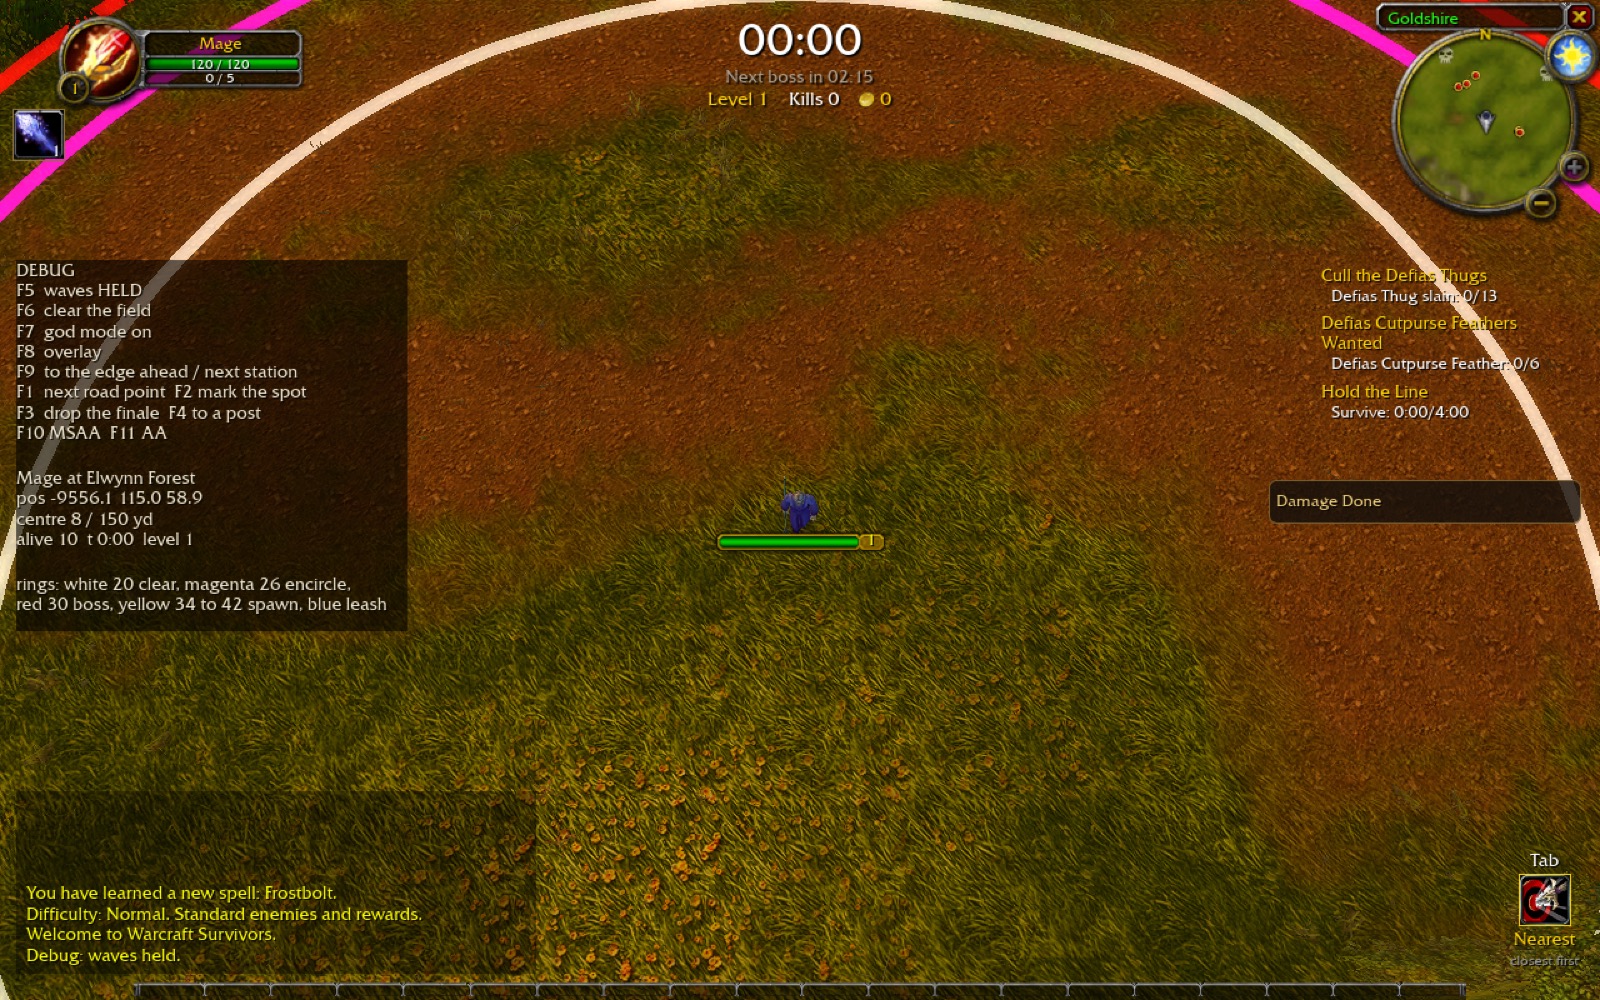 Mage
120 / 120
0 / 5
1
1
00:00
Next boss in 02:15
Level 1 Kills 0 0
Goldshire
N
DEBUG
F5 waves HELD
F6 clear the field
F7 god mode on
F8 overlay
F9 to the edge ahead / next station
F1 next road point F2 mark the spot
F3 drop the finale F4 to a post
F10 MSAA F11 AA
Mage at Elwynn Forest
pos -9556.1 115.0 58.9
centre 8 / 150 yd
alive 10 t 0:00 level 1
rings: white 20 clear, magenta 26 encircle,
red 30 boss, yellow 34 to 42 spawn, blue leash
Cull the Defias Thugs
Defias Thug slain: 0/13
Defias Cutpurse Feathers
Wanted
Defias Cutpurse Feather: 0/6
Hold the Line
Survive: 0:00/4:00
Damage Done
1
You have learned a new spell: Frostbolt.
Difficulty: Normal. Standard enemies and rewards.
Welcome to Warcraft Survivors.
Debug: waves held.
Tab
Nearest
closest first